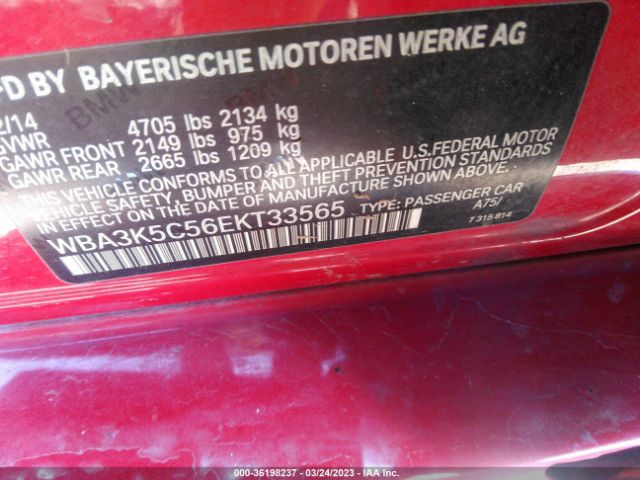 FD BY BAYERISCHE MOTOREN WERKE AG
2/14
GVWR 4705 lbs 2134 kg
GAWR FRONT 2149 lbs 975 kg
GAWR REAR 2665 lbs 1209 kg
THIS VEHICLE CONFORMS TO ALL APPLICABLE U.S.FEDERAL MOTOR
VEHICLE SAFETY, BUMPER AND THEFT PREVENTION STANDARDS
IN EFFECT ON THE DATE OF MANUFACTURE SHOWN ABOVE.
WBA3K5C56EKT33565 TYPE: PASSENGER CAR
A75/
7 315-814
BMW
000-36198237 - 03/24/2023 - IAA Inc.